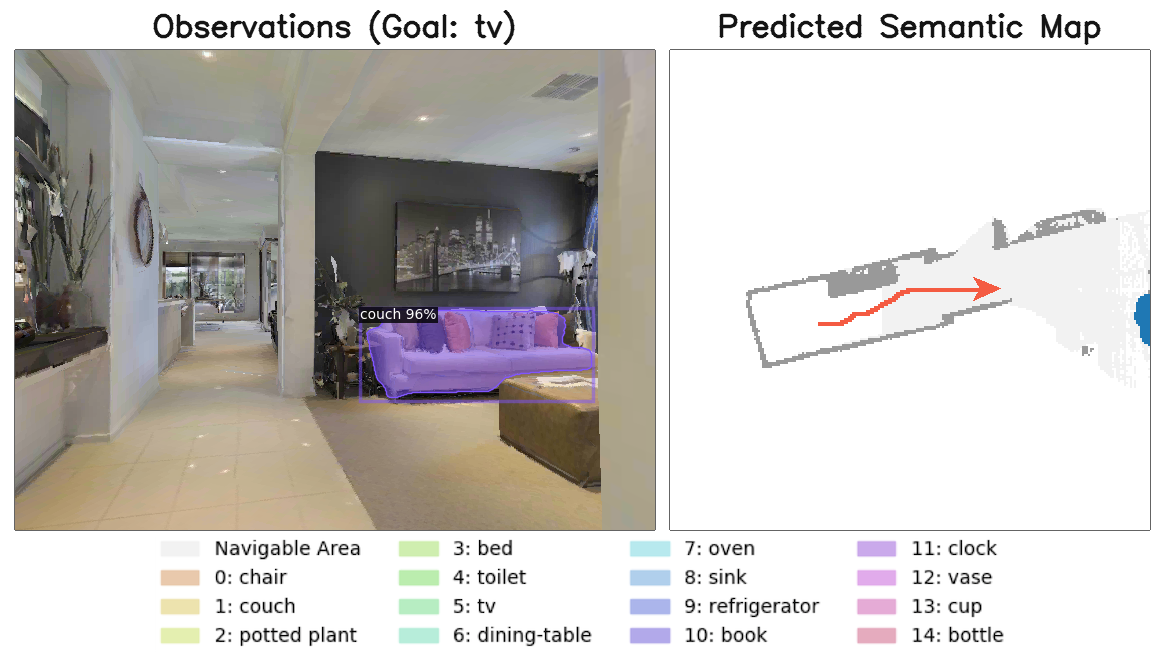 Observations (Goal: tv)
Predicted Semantic Map
couch 96%
Navigable Area
0: chair
1: couch
2: potted plant
3: bed
4: toilet
5: tv
6: dining-table
7: oven
8: sink
9: refrigerator
10: book
11: clock
12: vase
13: cup
14: bottle